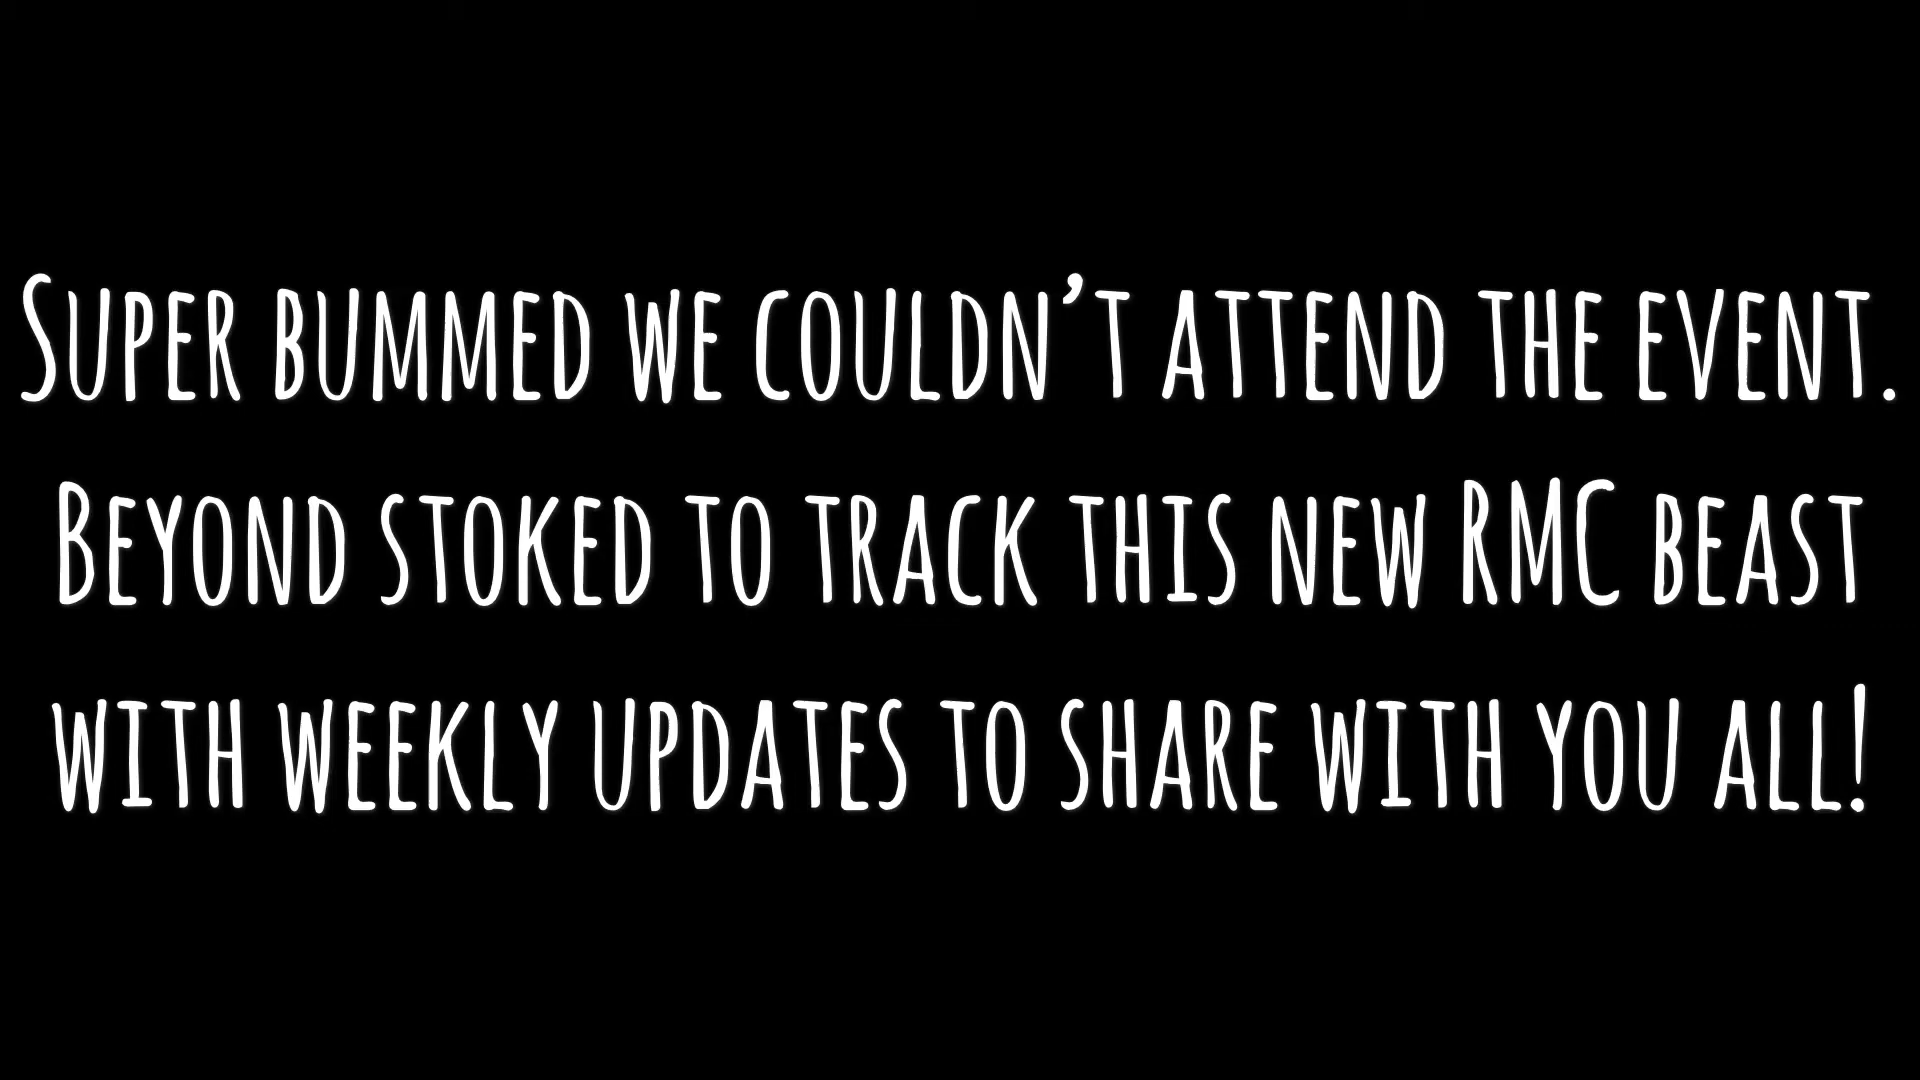 Super bummed we couldn’t attend the event.
Beyond stoked to track this new RMC beast
with weekly updates to share with you all!